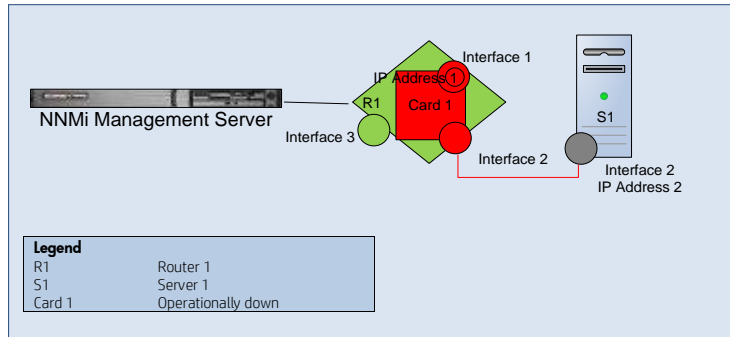 Interface 1
IP Address 1
R1
Card 1
NNMi Management Server
Interface 3
Interface 2
S1
Interface 2
IP Address 2
Legend
R1 Router 1
S1 Server 1
Card 1 Operationally down